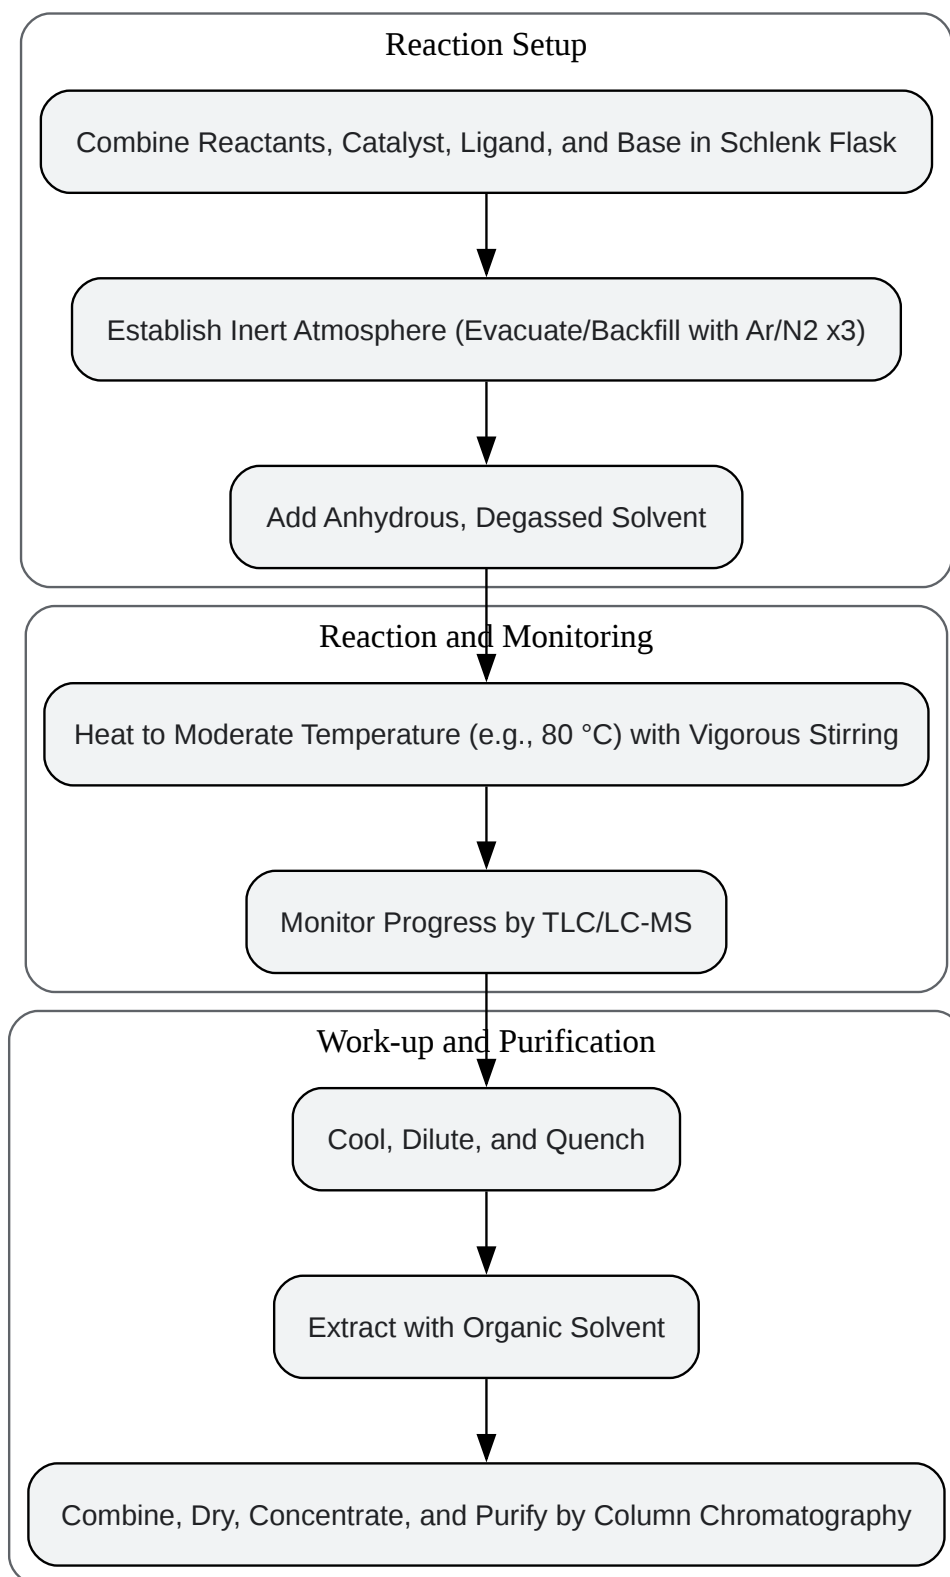 Reaction Setup
Combine Reactants, Catalyst, Ligand, and Base in Schlenk Flask
Establish Inert Atmosphere (Evacuate/Backfill with Ar/N2 x3)
Add Anhydrous, Degassed Solvent
Reaction and Monitoring
Heat to Moderate Temperature (e.g., 80 °C) with Vigorous Stirring
Monitor Progress by TLC/LC-MS
Work-up and Purification
Cool, Dilute, and Quench
Extract with Organic Solvent
Combine, Dry, Concentrate, and Purify by Column Chromatography